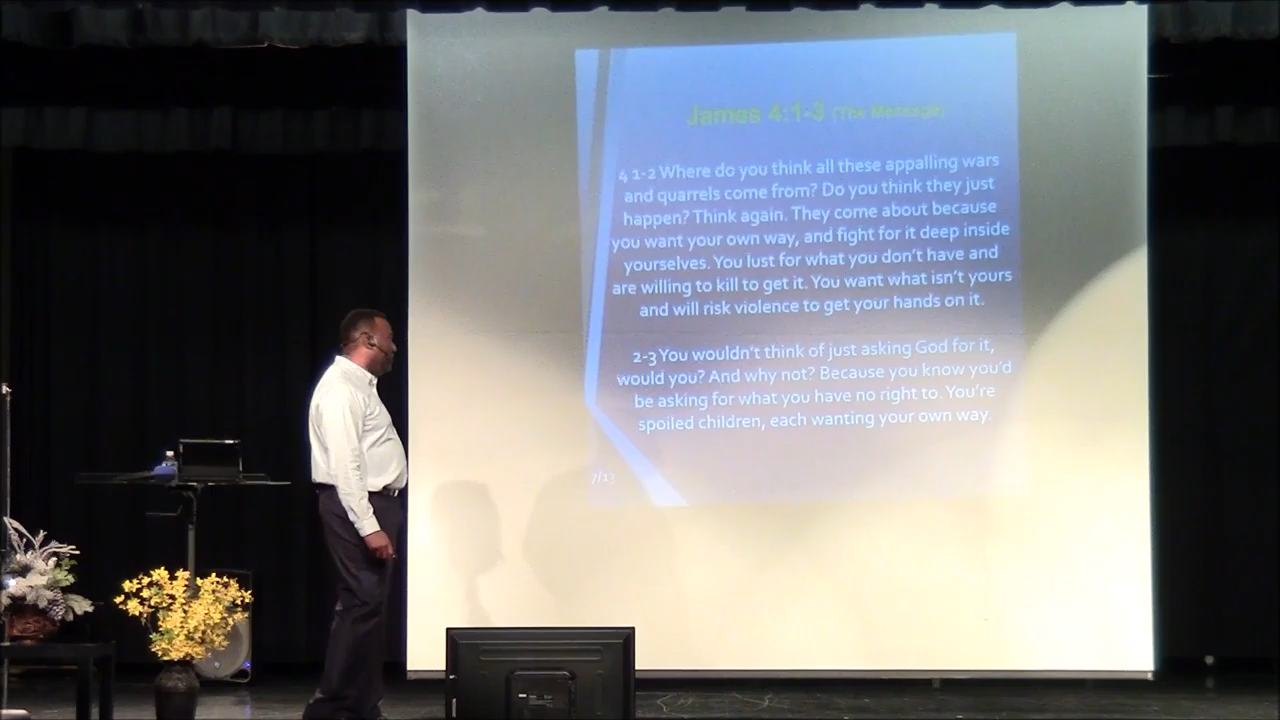 James 4:1-3 (The Message)
4 1-2 Where do you think all these appalling wars
and quarrels come from? Do you think they just
happen? Think again. They come about because
you want your own way, and fight for it deep inside
yourselves. You lust for what you don't have and
are willing to kill to get it. You want what isn't yours
and will risk violence to get your hands on it.
2-3 You wouldn't think of just asking God for it,
would you? And why not? Because you know you'd
be asking for what you have no right to. You're
spoiled children, each wanting your own way.
7/13